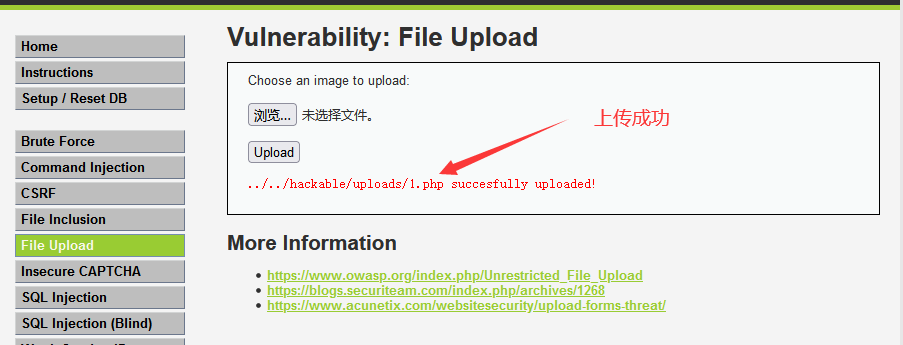 Vulnerability: File Upload
Home
Instructions
Setup / Reset DB
Brute Force
Command Injection
CSRF
File Inclusion
File Upload
Insecure CAPTCHA
SQL Injection
SQL Injection (Blind)
Choose an image to upload:
浏览... 未选择文件。
上传成功
Upload
../../hackable/uploads/1.php succesfully uploaded!
More Information
https://www.owasp.org/index.php/Unrestricted_File_Upload
https://blogs.securiteam.com/index.php/archives/1268
https://www.acunetix.com/websitesecurity/upload-forms-threat/